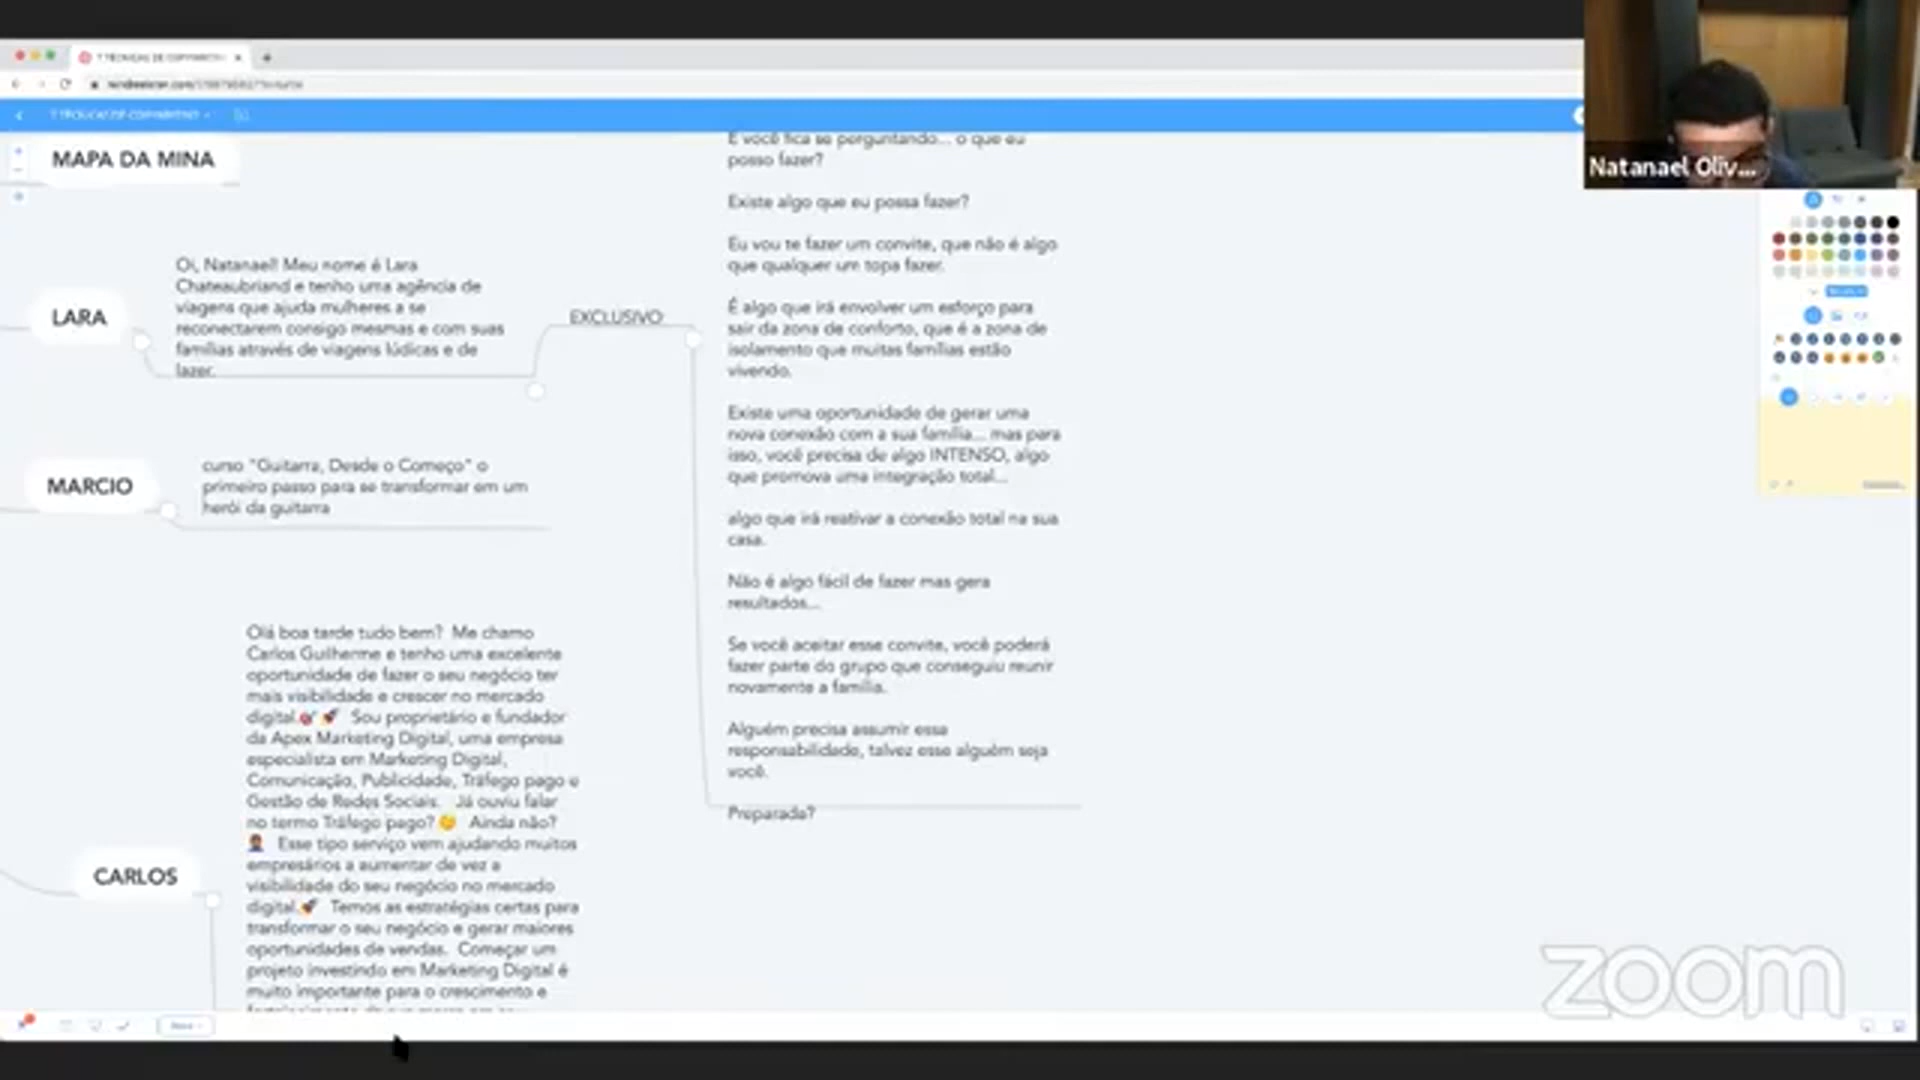 7 TÉCNICAS DE COPYWRITING
7 TÉCNICAS DE COPYWRITING
MAPA DA MINA
LARA
Oi, Natanael! Meu nome é Lara
Chateaubriand e tenho uma agência de
viagens que ajuda mulheres a se
reconectarem consigo mesmas e com suas
famílias através de viagens lúdicas e de
lazer.
EXCLUSIVO
E você fica se perguntando... o que eu
posso fazer?
Existe algo que eu possa fazer?
Eu vou te fazer um convite, que não é algo
que qualquer um topa fazer.
É algo que irá envolver um esforço para
sair da zona de conforto, que é a zona de
isolamento que muitas famílias estão
vivendo.
Existe uma oportunidade de gerar uma
nova conexão com a sua família... mas para
isso, você precisa de algo INTENSO, algo
que promova uma integração total...
algo que irá reativar a conexão total na sua
casa.
Não é algo fácil de fazer mas gera
resultados...
Se você aceitar esse convite, você poderá
fazer parte do grupo que conseguiu reunir
novamente a família.
Alguém precisa assumir essa
responsabilidade, talvez esse alguém seja
você.
Preparada?
MARCIO
curso "Guitarra, Desde o Começo" o
primeiro passo para se transformar em um
herói da guitarra
CARLOS
Olá boa tarde tudo bem? Me chamo
Carlos Guilherme e tenho uma excelente
oportunidade de fazer o seu negócio ter
mais visibilidade e crescer no mercado
digital.🎯🚀 Sou proprietário e fundador
da Apex Marketing Digital, uma empresa
especialista em Marketing Digital,
Comunicação, Publicidade, Tráfego pago e
Gestão de Redes Sociais. Já ouviu falar
no termo Tráfego pago? Ainda não?
Esse tipo serviço vem ajudando muitos
empresários a aumentar de vez a
visibilidade do seu negócio no mercado
digital.🚀 Temos as estratégias certas para
transformar o seu negócio e gerar maiores
oportunidades de vendas. Começar um
projeto investindo em Marketing Digital é
muito importante para o crescimento e
Natanael Oliv...
zoom